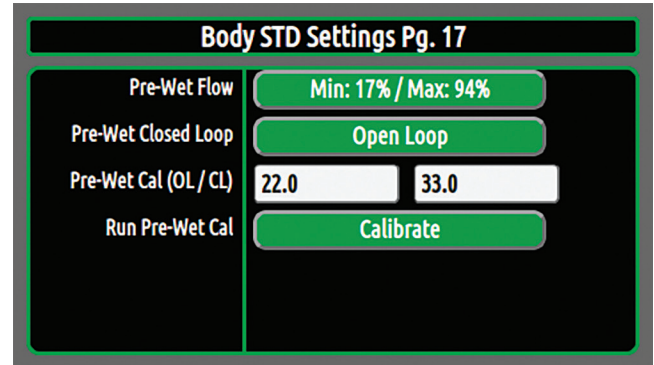 Body STD Settings Pg. 17
Pre-Wet Flow Min: 17% / Max: 94%
Pre-Wet Closed Loop Open Loop
Pre-Wet Cal (OL / CL) 22.0 33.0
Run Pre-Wet Cal Calibrate